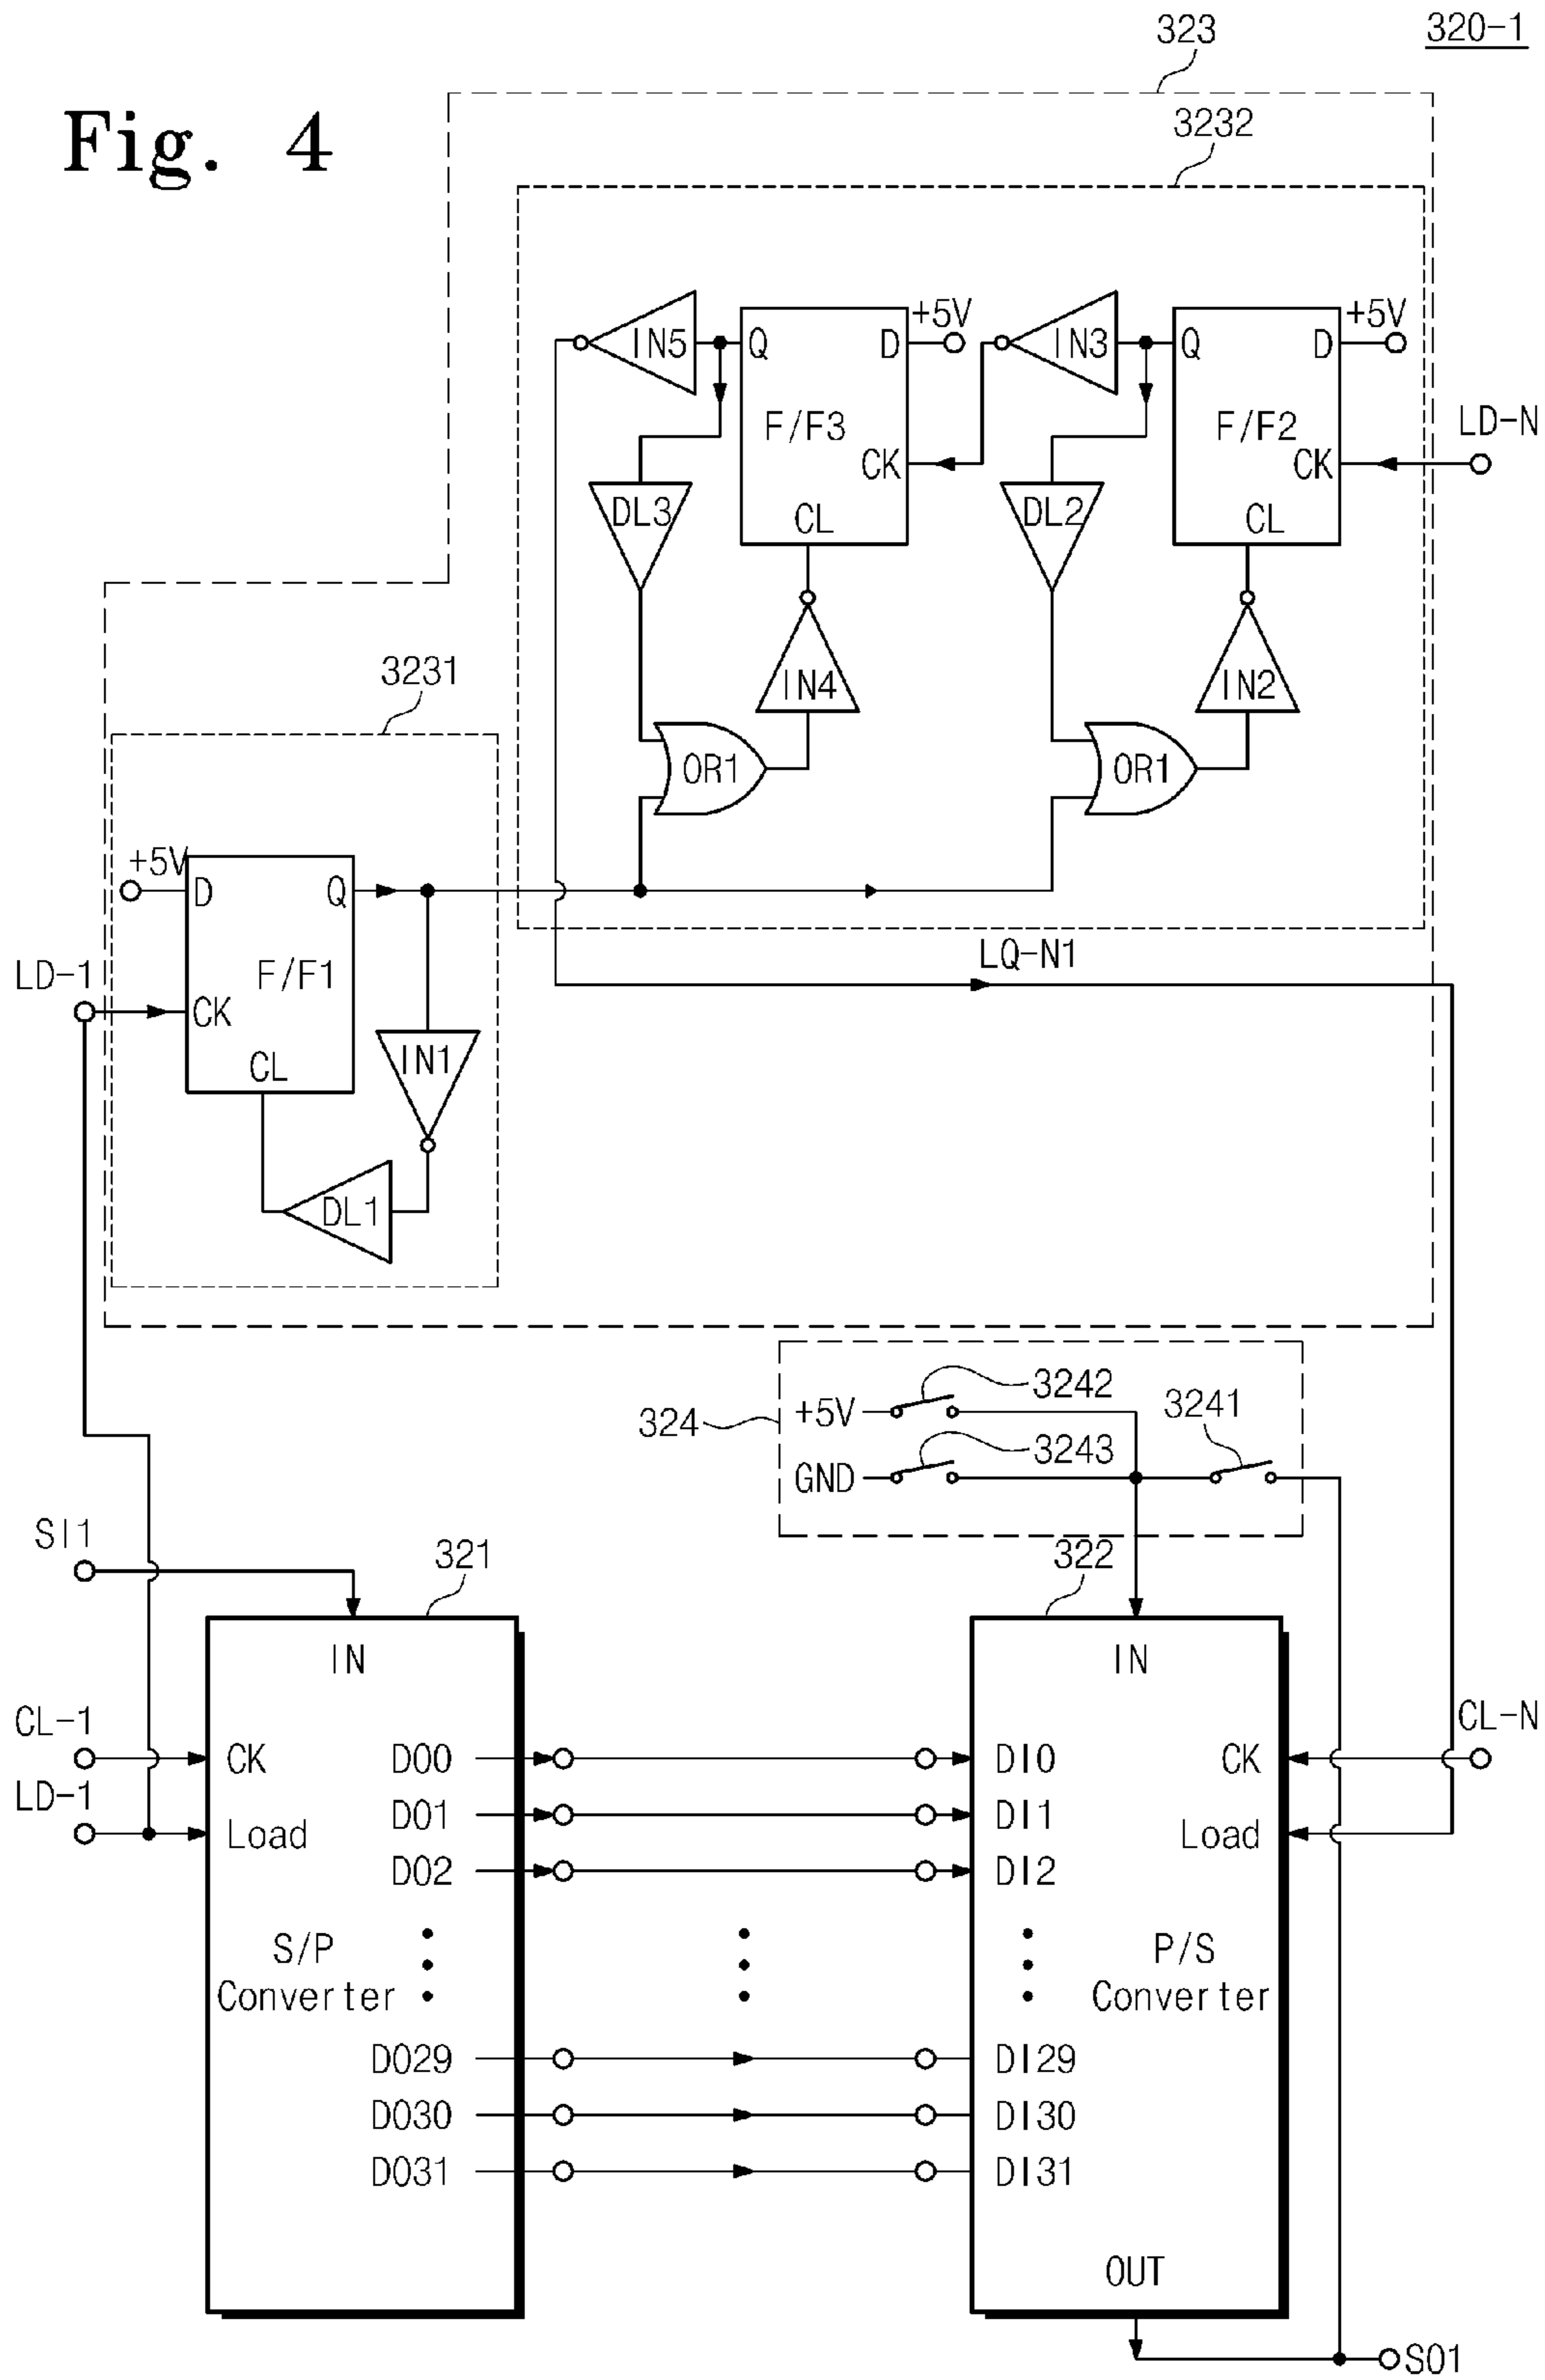 320-1
323
Fig. 4
3232
IN5
Q
D
+5V
IN3
Q
D
+5V
F/F3
F/F2
LD-N
CK
CK
DL3
CL
DL2
CL
3231
IN4
IN2
OR1
OR1
+5V
D
Q
LQ-N1
LD-1
F/F1
CK
CL
IN1
DL1
3242
324
+5V
3241
3243
GND
SI1
321
322
IN
IN
CL-1
CL-N
CK
DO0
DI0
CK
LD-1
DO1
DI1
Load
Load
DO2
DI2
S/P
Converter
P/S
Converter
DO29
DI29
DO30
DI30
DO31
DI31
OUT
SO1